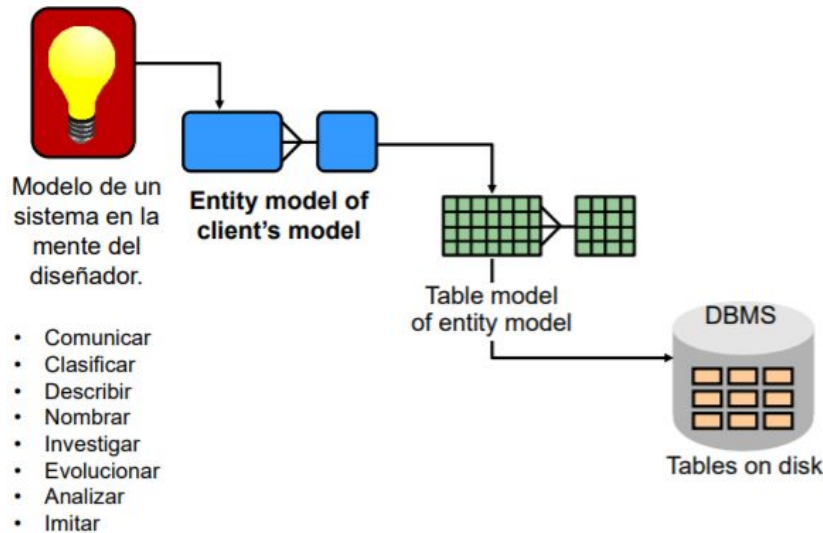 Modelo de un
sistema en la
mente del
diseñador.
• Comunicar
• Clasificar
• Describir
• Nombrar
• Investigar
• Evolucionar
• Analizar
• Imitar
Entity model of
client's model
Table model
of entity model
DBMS
Tables on disk